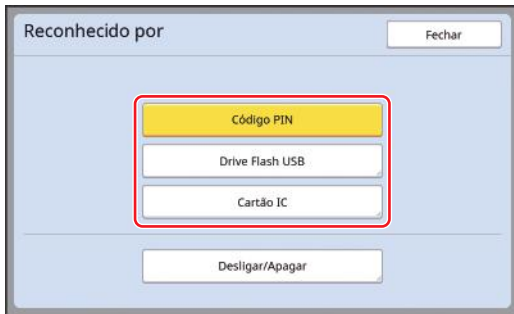 Reconhecido por
Fechar
Código PIN
Drive Flash USB
Cartão IC
Desligar/Apagar